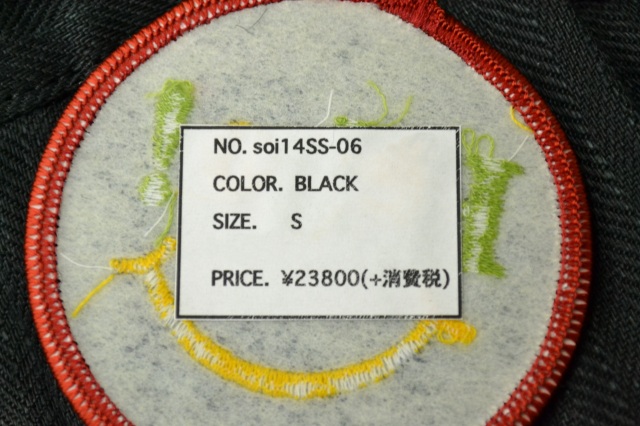 NO. soi14SS-06
COLOR. BLACK
SIZE. S
PRICE. ¥23800(+消費税)